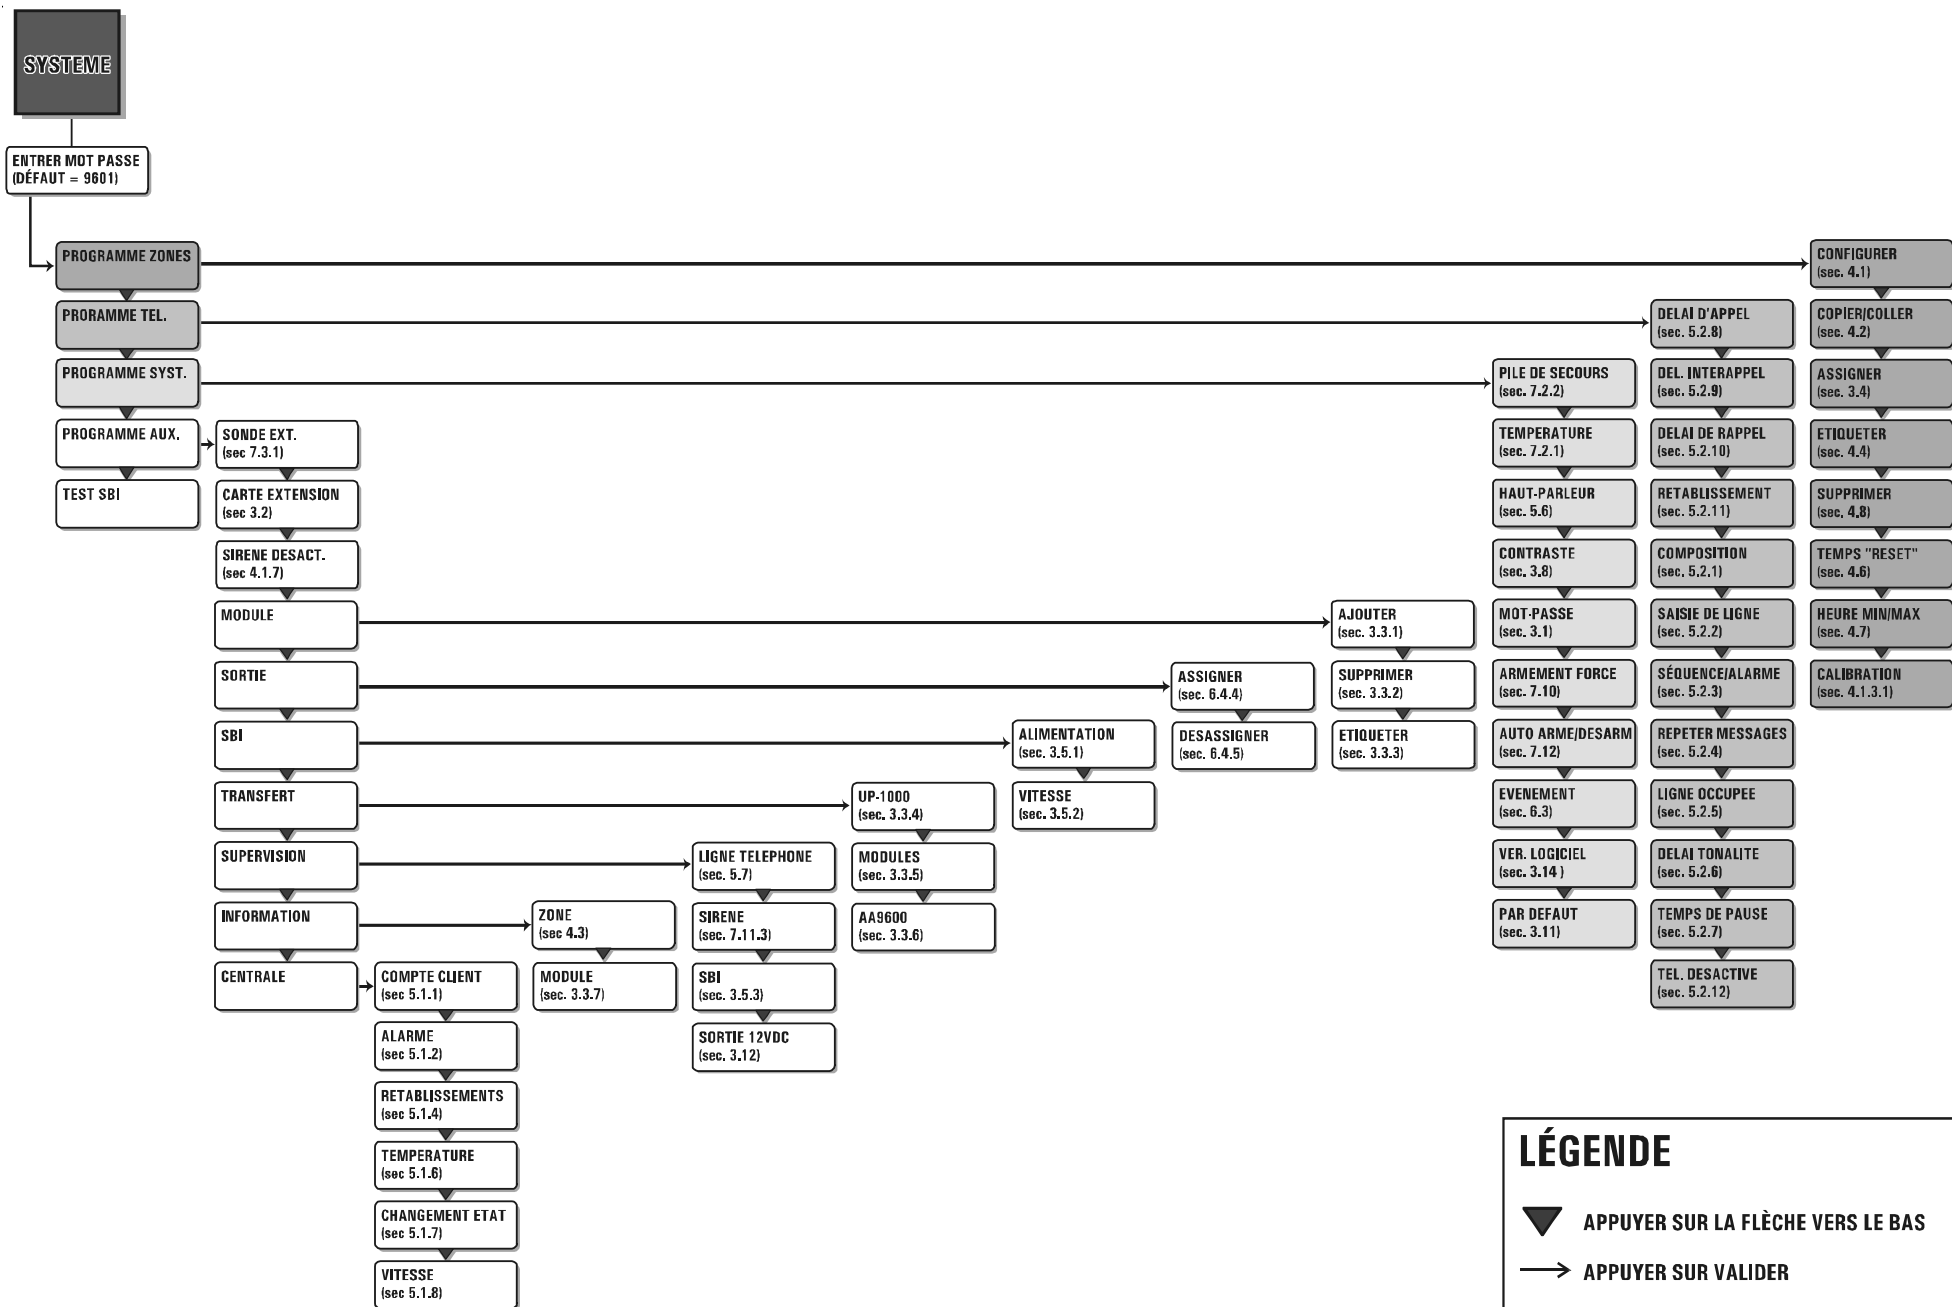 SYSTEME
ENTRER MOT PASSE
(DÉFAUT = 9601)
PROGRAMME ZONES
PRORAMME TEL.
PROGRAMME SYST.
PROGRAMME AUX.
TEST SBI
SONDE EXT.
(sec 7.3.1)
CARTE EXTENSION
(sec 3.2)
SIRENE DESACT.
(sec 4.1.7)
MODULE
SORTIE
SBI
TRANSFERT
SUPERVISION
INFORMATION
CENTRALE
COMPTE CLIENT
(sec 5.1.1)
ALARME
(sec 5.1.2)
RETABLISSEMENTS
(sec 5.1.4)
TEMPERATURE
(sec 5.1.6)
CHANGEMENT ETAT
(sec 5.1.7)
VITESSE
(sec 5.1.8)
ZONE
(sec 4.3)
MODULE
(sec. 3.3.7)
LIGNE TELEPHONE
(sec. 5.7)
SIRENE
(sec. 7.11.3)
SBI
(sec. 3.5.3)
SORTIE 12VDC
(sec. 3.12)
UP-1000
(sec. 3.3.4)
MODULES
(sec. 3.3.5)
AA9600
(sec. 3.3.6)
ALIMENTATION
(sec. 3.5.1)
VITESSE
(sec. 3.5.2)
ASSIGNER
(sec. 6.4.4)
DESASSIGNER
(sec. 6.4.5)
AJOUTER
(sec. 3.3.1)
SUPPRIMER
(sec. 3.3.2)
ETIQUETER
(sec. 3.3.3)
PILE DE SECOURS
(sec. 7.2.2)
TEMPERATURE
(sec. 7.2.1)
HAUT-PARLEUR
(sec. 5.6)
CONTRASTE
(sec. 3.8)
MOT-PASSE
(sec. 3.1)
ARMEMENT FORCE
(sec. 7.10)
AUTO ARME/DESARM
(sec. 7.12)
EVENEMENT
(sec. 6.3)
VER. LOGICIEL
(sec. 3.14 )
PAR DEFAUT
(sec. 3.11)
DELAI D'APPEL
(sec. 5.2.8)
DEL. INTERAPPEL
(sec. 5.2.9)
DELAI DE RAPPEL
(sec. 5.2.10)
RETABLISSEMENT
(sec. 5.2.11)
COMPOSITION
(sec. 5.2.1)
SAISIE DE LIGNE
(sec. 5.2.2)
SÉQUENCE/ALARME
(sec. 5.2.3)
REPETER MESSAGES
(sec. 5.2.4)
LIGNE OCCUPEE
(sec. 5.2.5)
DELAI TONALITE
(sec. 5.2.6)
TEMPS DE PAUSE
(sec. 5.2.7)
TEL. DESACTIVE
(sec. 5.2.12)
CONFIGURER
(sec. 4.1)
COPIER/COLLER
(sec. 4.2)
ASSIGNER
(sec. 3.4)
ETIQUETER
(sec. 4.4)
SUPPRIMER
(sec. 4.8)
TEMPS "RESET"
(sec. 4.6)
HEURE MIN/MAX
(sec. 4.7)
CALIBRATION
(sec. 4.1.3.1)
LÉGENDE
APPUYER SUR LA FLÈCHE VERS LE BAS
APPUYER SUR VALIDER